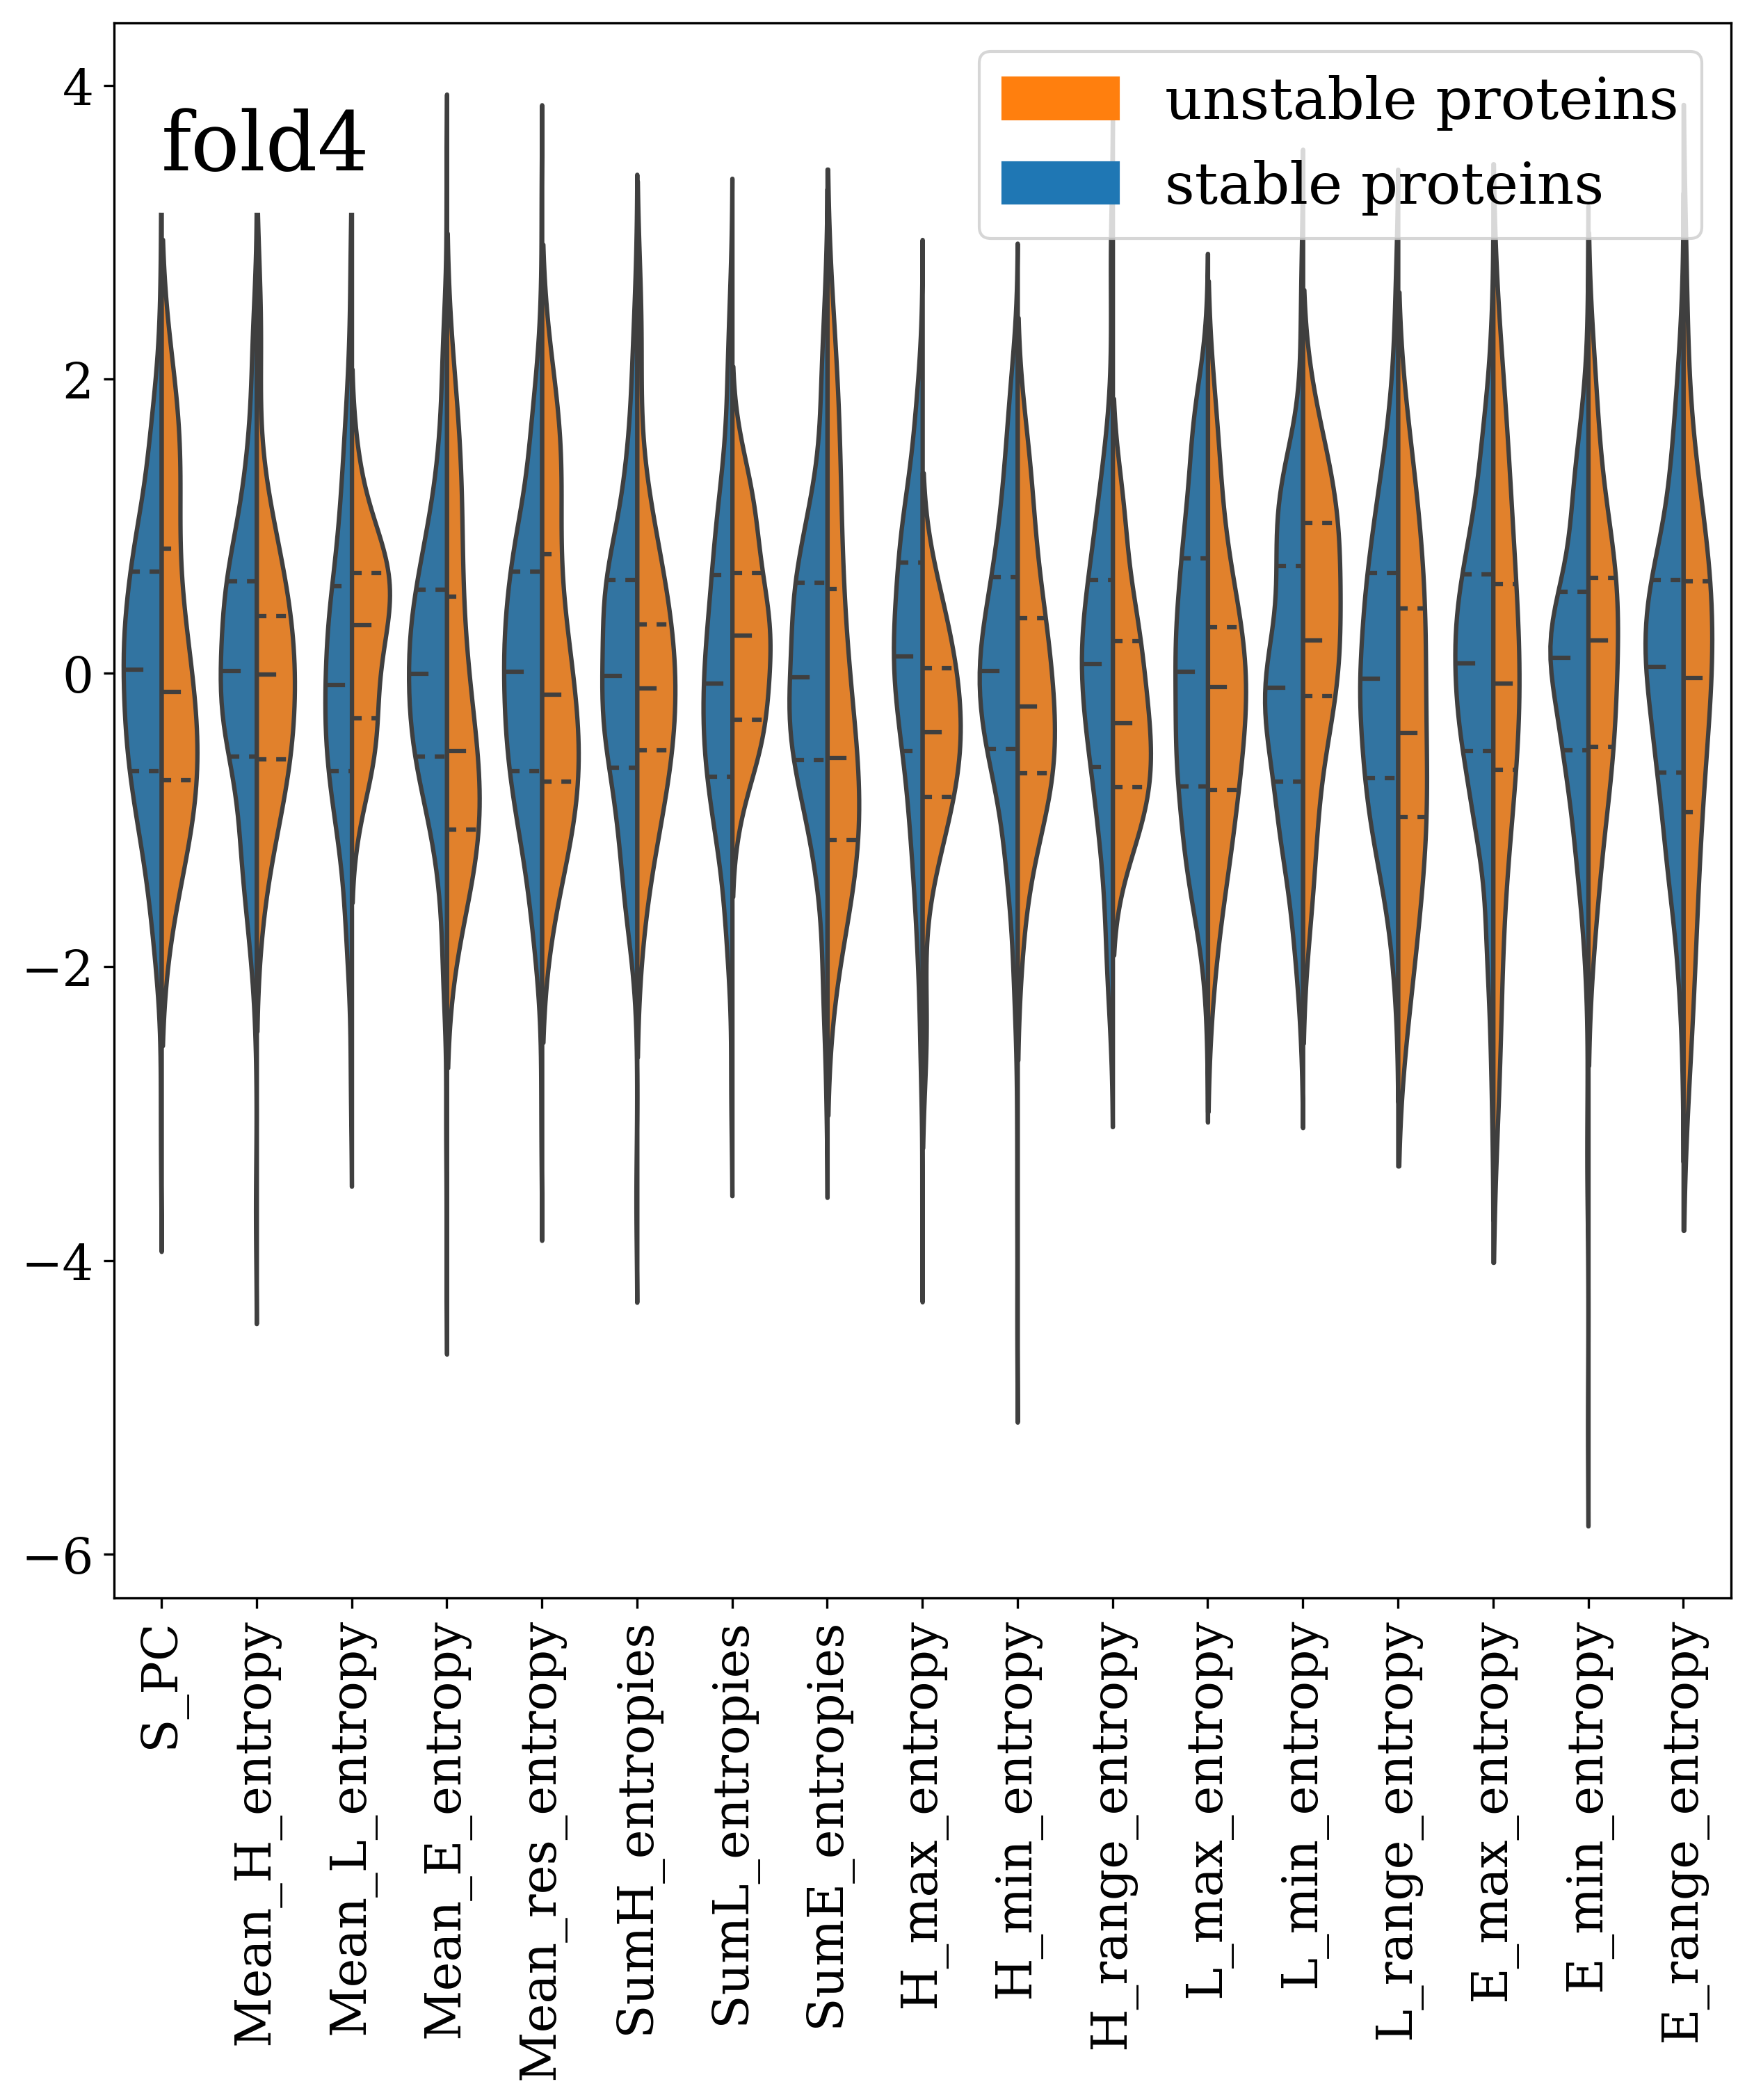 fold4
unstable proteins
stable proteins
4
2
0
−2
−4
−6
S_PC
Mean_H_entropy
Mean_L_entropy
Mean_E_entropy
Mean_res_entropy
SumH_entropies
SumL_entropies
SumE_entropies
H_max_entropy
H_min_entropy
H_range_entropy
L_max_entropy
L_min_entropy
L_range_entropy
E_max_entropy
E_min_entropy
E_range_entropy